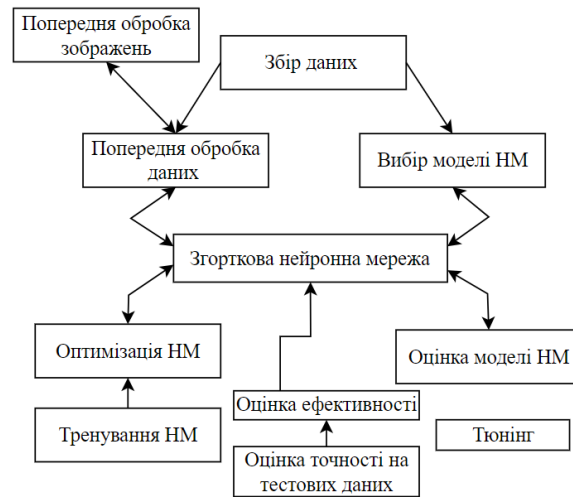 Попередня обробка
зображень
Збір даних
Попередня обробка
даних
Вибір моделі НМ
Згорткова нейронна мережа
Оптимізація НМ
Оцінка моделі НМ
Оцінка ефективності
Тренування НМ
Тюнінг
Оцінка точності на
тестових даних